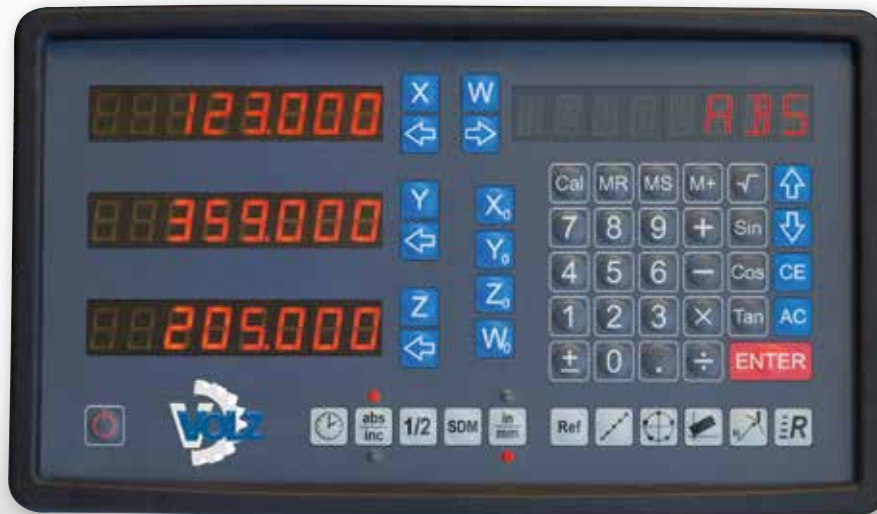 123.000 X W ABS
359.000 Y X₀
Y₀
205.000 Z Z₀
W₀
Cal MR MS M+ √
7 8 9 + Sin
4 5 6 − Cos CE
1 2 3 × Tan AC
± 0 . ÷ ENTER
VOLZ
abs
inc
1/2 SDM
in
mm
Ref
R